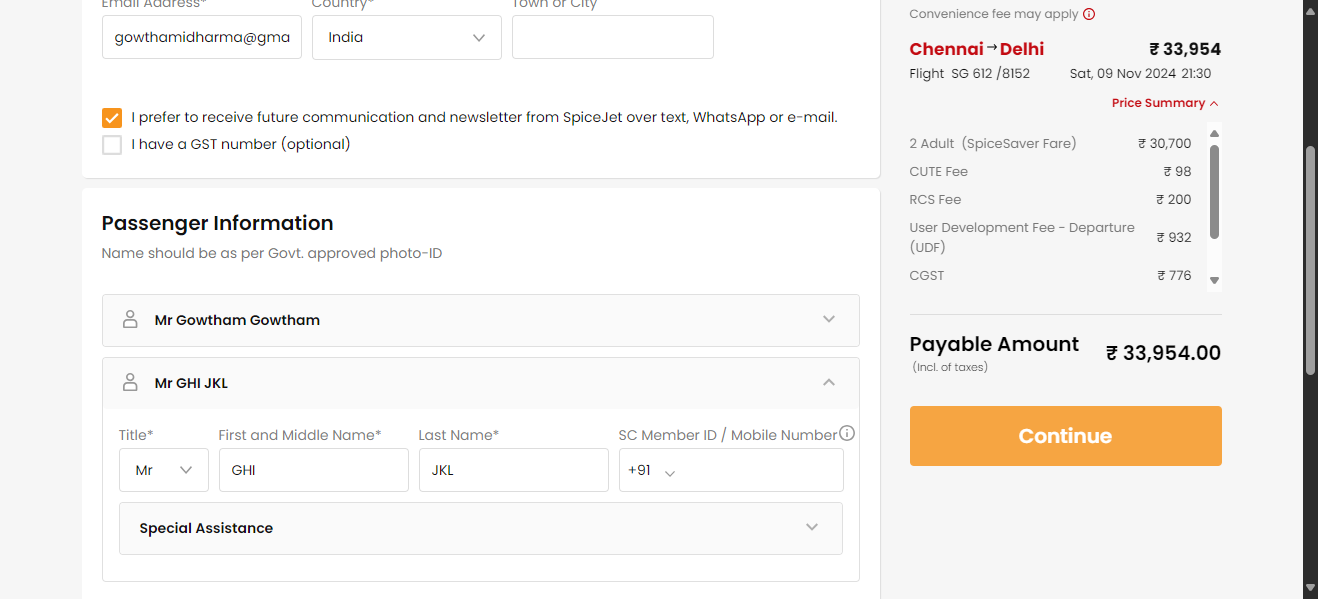 Email Address*
Country*
Town or City
gowthamidharma@gma
India
I prefer to receive future communication and newsletter from SpiceJet over text, WhatsApp or e-mail.
I have a GST number (optional)
Passenger Information
Name should be as per Govt. approved photo-ID
Mr Gowtham Gowtham
Mr GHI JKL
Title*
First and Middle Name*
Last Name*
SC Member ID / Mobile Number
Mr
GHI
JKL
+91
Special Assistance
Convenience fee may apply
Chennai→Delhi ₹ 33,954
Flight SG 612 /8152 Sat, 09 Nov 2024 21:30
Price Summary
2 Adult (SpiceSaver Fare) ₹ 30,700
CUTE Fee ₹ 98
RCS Fee ₹ 200
User Development Fee - Departure
(UDF) ₹ 932
CGST ₹ 776
Payable Amount ₹ 33,954.00
(Incl. of taxes)
Continue